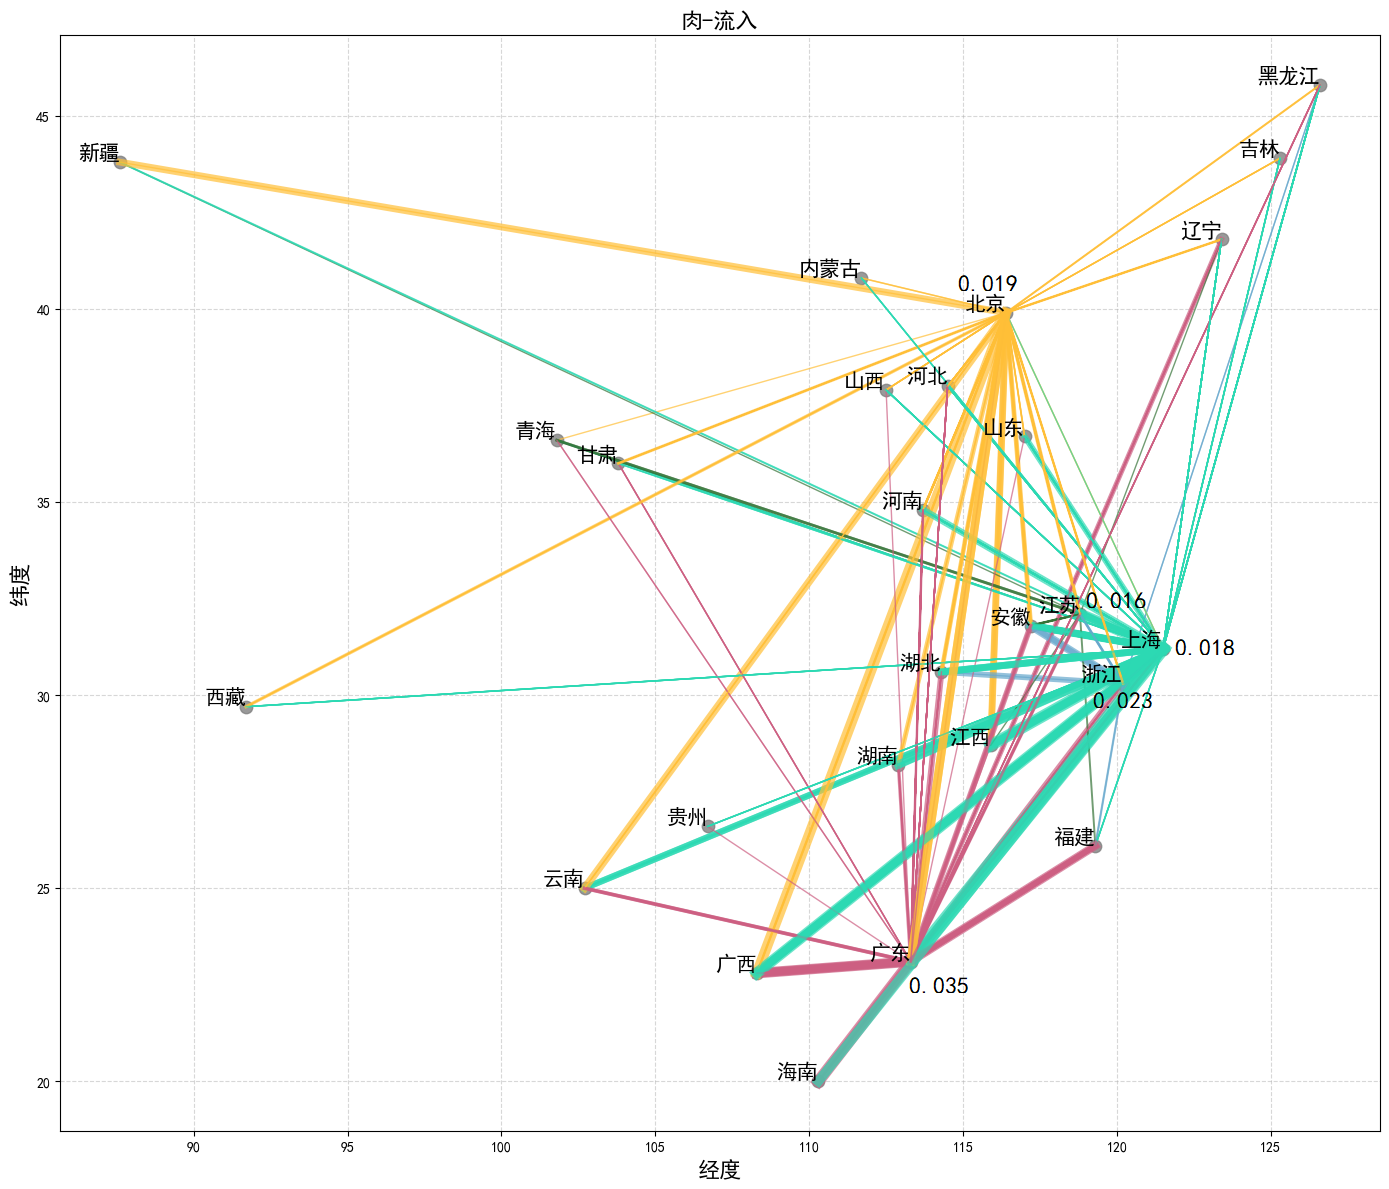 肉-流入
黑龙江
45
吉林
新疆
辽宁
内蒙古
0.019
40
北京
河北
山西
青海
山东
甘肃
35
河南
纬度
江苏 0.016
安徽
上海 0.018
湖北
浙江
30
西藏
0.023
江西
湖南
贵州
福建
25
云南
广东
广西
0.035
海南
20
90 95 100 105 110 115 120 125
经度